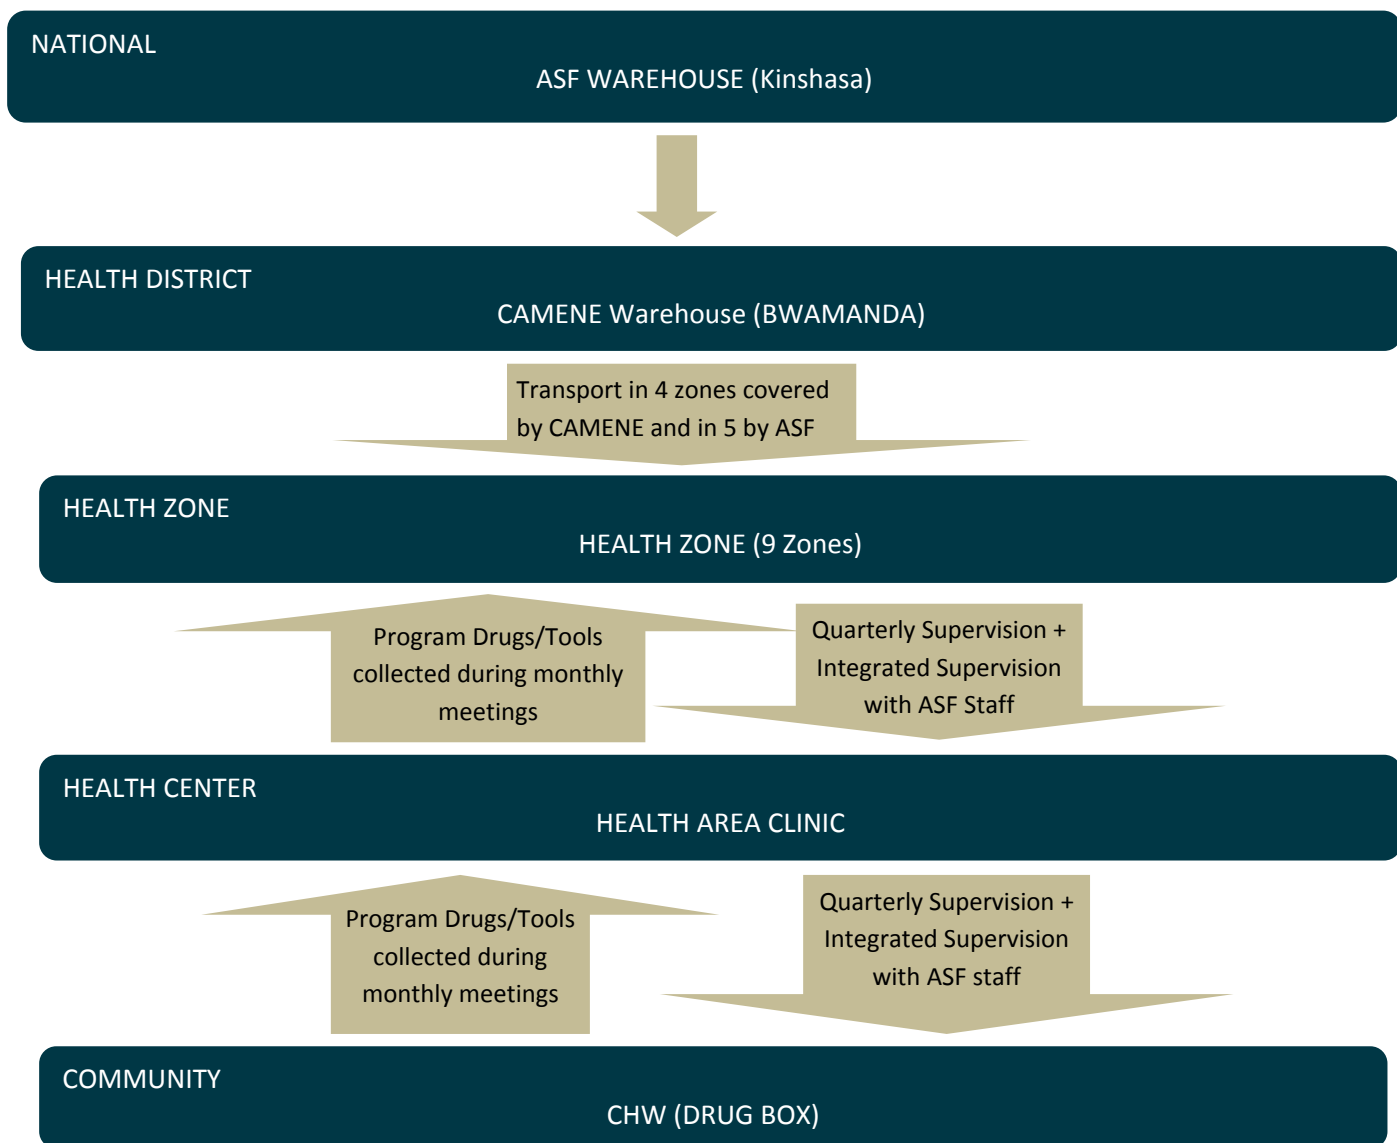 NATIONAL
ASF WAREHOUSE (Kinshasa)
HEALTH DISTRICT
CAMENE Warehouse (BWAMANDA)
Transport in 4 zones covered
by CAMENE and in 5 by ASF
HEALTH ZONE
HEALTH ZONE (9 Zones)
Program Drugs/Tools
collected during monthly
meetings
Quarterly Supervision +
Integrated Supervision
with ASF Staff
HEALTH CENTER
HEALTH AREA CLINIC
Program Drugs/Tools
collected during
monthly meetings
Quarterly Supervision +
Integrated Supervision
with ASF staff
COMMUNITY
CHW (DRUG BOX)